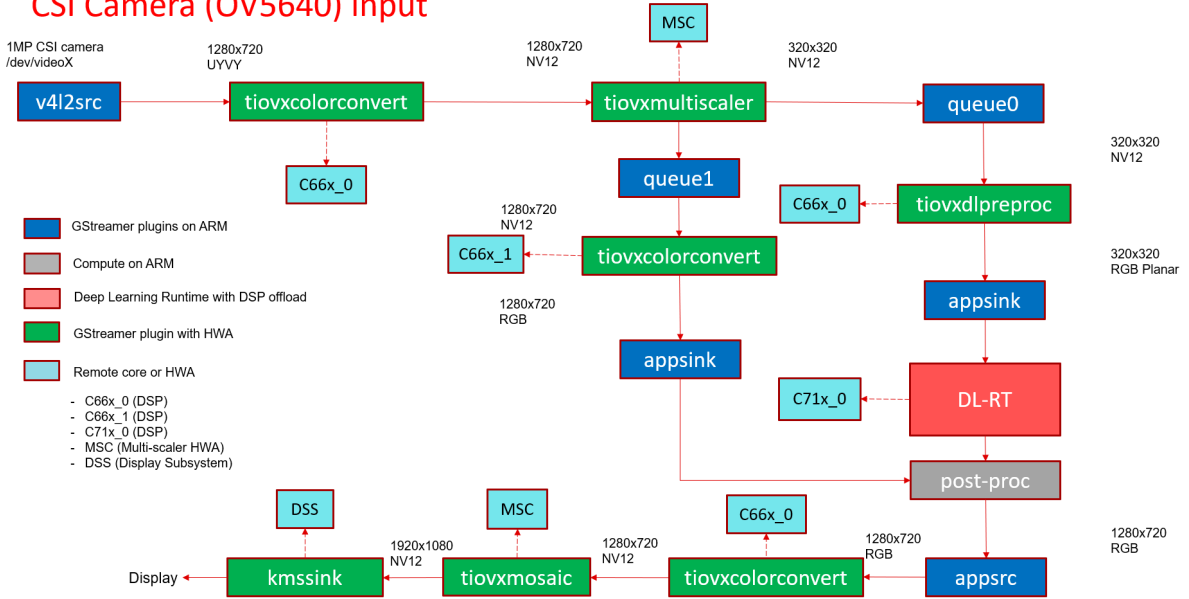 CSI Camera (OV5640) Input
1MP CSI camera
/dev/videoX
1280x720
UYVY
1280x720
NV12
MSC
320x320
NV12
v4l2src
tiovxcolorconvert
tiovxmultiscaler
queue0
C66x_0
queue1
320x320
NV12
C66x_0
tiovxdlpreproc
1280x720
NV12
C66x_1
tiovxcolorconvert
320x320
RGB Planar
1280x720
RGB
appsink
appsink
C71x_0
DL-RT
post-proc
GStreamer plugins on ARM
Compute on ARM
Deep Learning Runtime with DSP offload
GStreamer plugin with HWA
Remote core or HWA
- C66x_0 (DSP)
- C66x_1 (DSP)
- C71x_0 (DSP)
- MSC (Multi-scaler HWA)
- DSS (Display Subsystem)
DSS
MSC
C66x_0
1280x720
RGB
1920x1080
NV12
1280x720
NV12
1280x720
RGB
Display
kmssink
tiovxmosaic
tiovxcolorconvert
appsrc